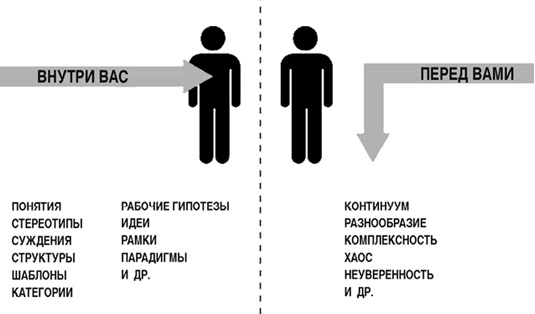 ВНУТРИ ВАС
ПЕРЕД ВАМИ
ПОНЯТИЯ
СТЕРЕОТИПЫ
СУЖДЕНИЯ
СТРУКТУРЫ
ШАБЛОНЫ
КАТЕГОРИИ
РАБОЧИЕ ГИПОТЕЗЫ
ИДЕИ
РАМКИ
ПАРАДИГМЫ
И ДР.
КОНТИНУУМ
РАЗНООБРАЗИЕ
КОМПЛЕКСНОСТЬ
ХАОС
НЕУВЕРЕННОСТЬ
И ДР.